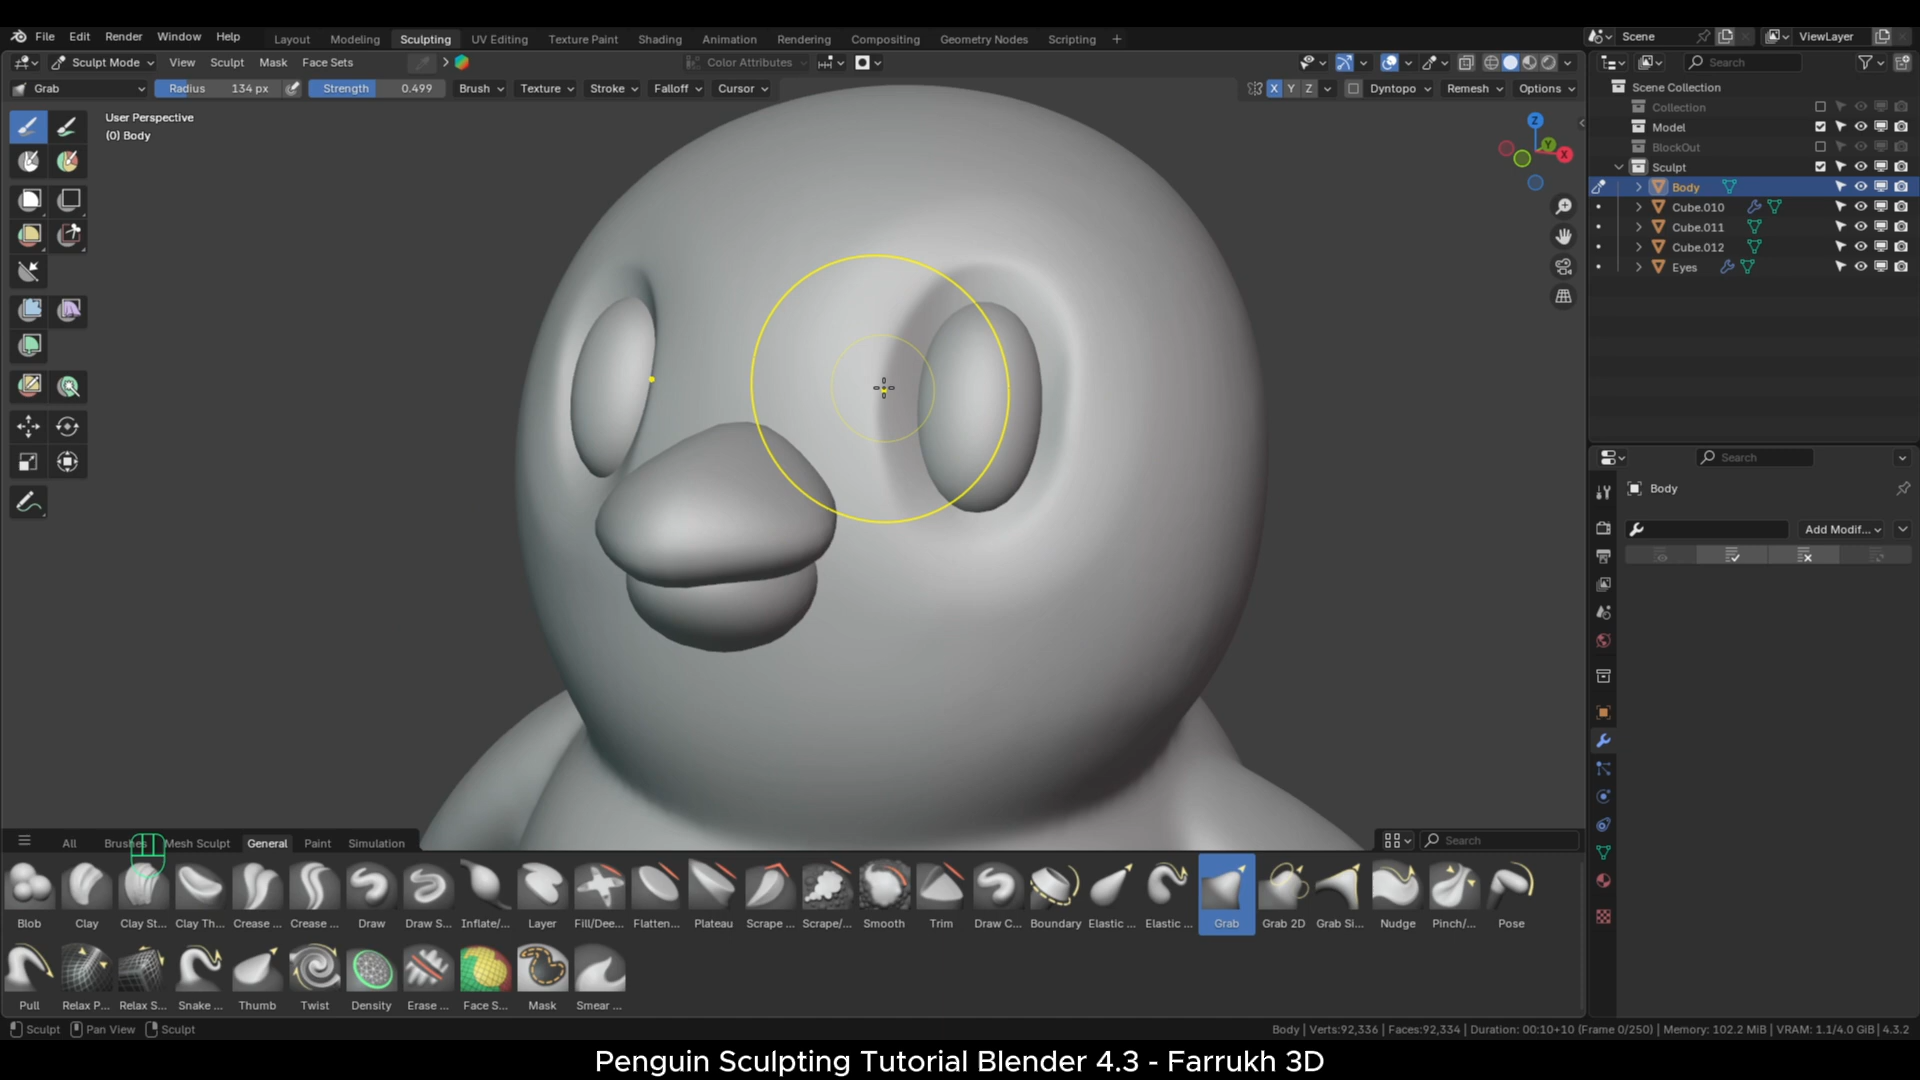 File Edit Render Window Help Layout Modeling Sculpting UV Editing Texture Paint Shading Animation Rendering Compositing Geometry Nodes Scripting + Scene ViewLayer
Sculpt Mode View Sculpt Mask Face Sets Color Attributes Search
Grab Radius 134 px Strength 0.499 Brush Texture Stroke Falloff Cursor X Y Z Dyntopo Remesh Options
User Perspective
(0) Body
Z
Y
X
Scene Collection
Collection
Model
BlockOut
Sculpt
Body
Cube.010
Cube.011
Cube.012
Eyes
Search
Body
Add Modif...
All Brushes Mesh Sculpt General Paint Simulation Search
Blob Clay Clay St... Clay Th... Crease ... Crease ... Draw Draw S... Inflate/... Layer Fill/Dee... Flatten... Plateau Scrape ... Scrape/... Smooth Trim Draw C... Boundary Elastic ... Elastic ... Grab Grab 2D Grab Si... Nudge Pinch/... Pose
Pull Relax P... Relax S... Snake ... Thumb Twist Density Erase ... Face S... Mask Smear ...
Sculpt Pan View Sculpt Body | Verts:92,336 | Faces:92,334 | Duration: 00:10+10 (Frame 0/250) | Memory: 102.2 MiB | VRAM: 1.1/4.0 GiB | 4.3.2
Penguin Sculpting Tutorial Blender 4.3 - Farrukh 3D